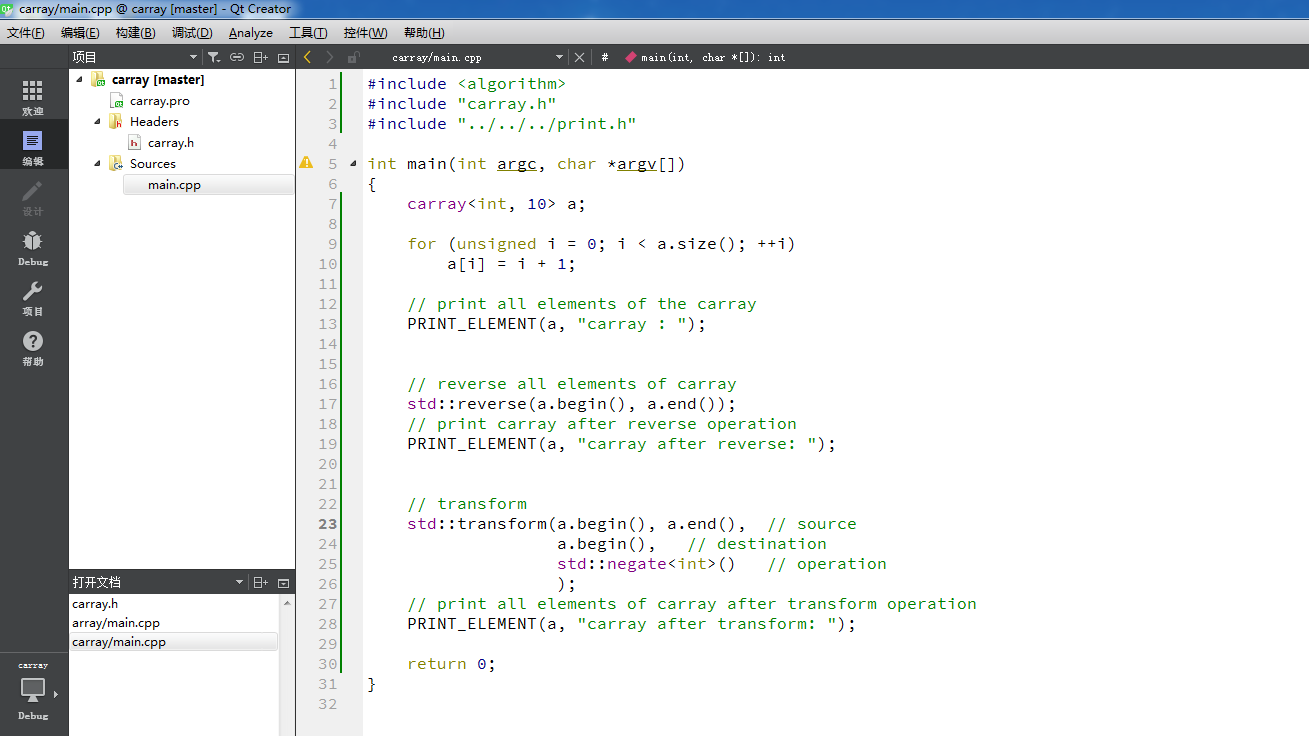 carray/main.cpp @ carray [master] - Qt Creator
文件(F) 编辑(E) 构建(B) 调试(D) Analyze 工具(T) 控件(W) 帮助(H)
项目 carray/main.cpp # main(int, char *[]): int
欢迎
编辑
设计
Debug
项目
帮助
carray
Debug
carray [master]
carray.pro
Headers
carray.h
Sources
main.cpp
打开文档
carray.h
array/main.cpp
carray/main.cpp
1 #include <algorithm>
2 #include "carray.h"
3 #include "../../../print.h"
4
5 int main(int argc, char *argv[])
6 {
7     carray<int, 10> a;
8
9     for (unsigned i = 0; i < a.size(); ++i)
10         a[i] = i + 1;
11
12     // print all elements of the carray
13     PRINT_ELEMENT(a, "carray : ");
14
15
16     // reverse all elements of carray
17     std::reverse(a.begin(), a.end());
18     // print carray after reverse operation
19     PRINT_ELEMENT(a, "carray after reverse: ");
20
21
22     // transform
23     std::transform(a.begin(), a.end(),  // source
24                    a.begin(),   // destination
25                    std::negate<int>()   // operation
26                    );
27     // print all elements of carray after transform operation
28     PRINT_ELEMENT(a, "carray after transform: ");
29
30     return 0;
31 }
32